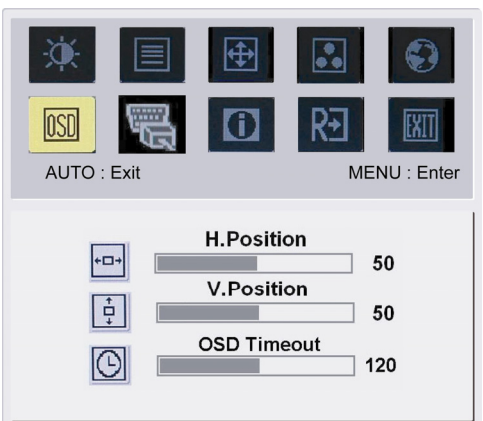 OSD
i
R
EXIT
AUTO : Exit
MENU : Enter
H.Position
50
V.Position
50
OSD Timeout
120